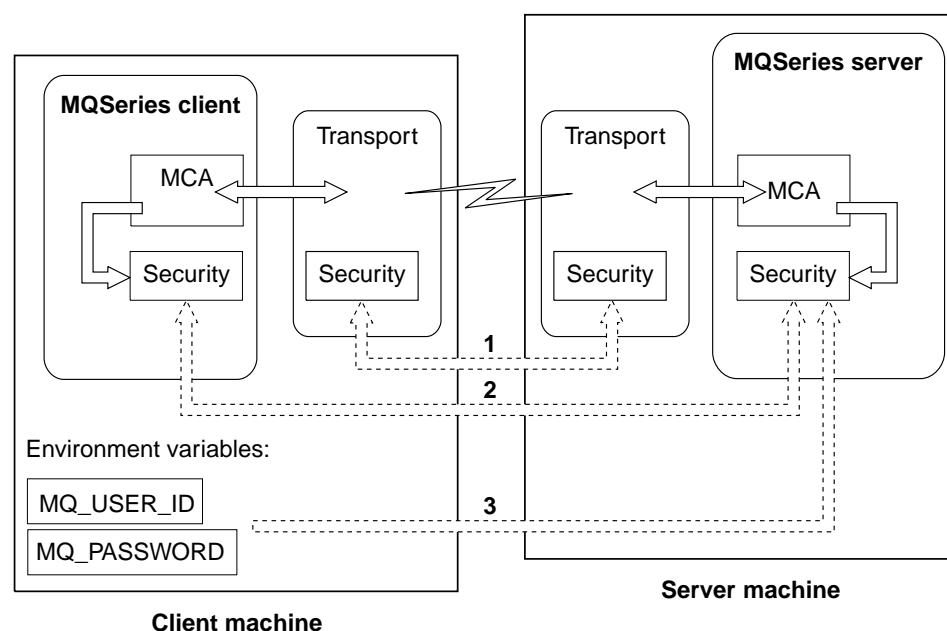 MQSeries server
MQSeries client
Transport
Transport
MCA
MCA
Security
Security
Security
Security
1
2
Environment variables:
MQ_USER_ID
3
MQ_PASSWORD
Server machine
Client machine